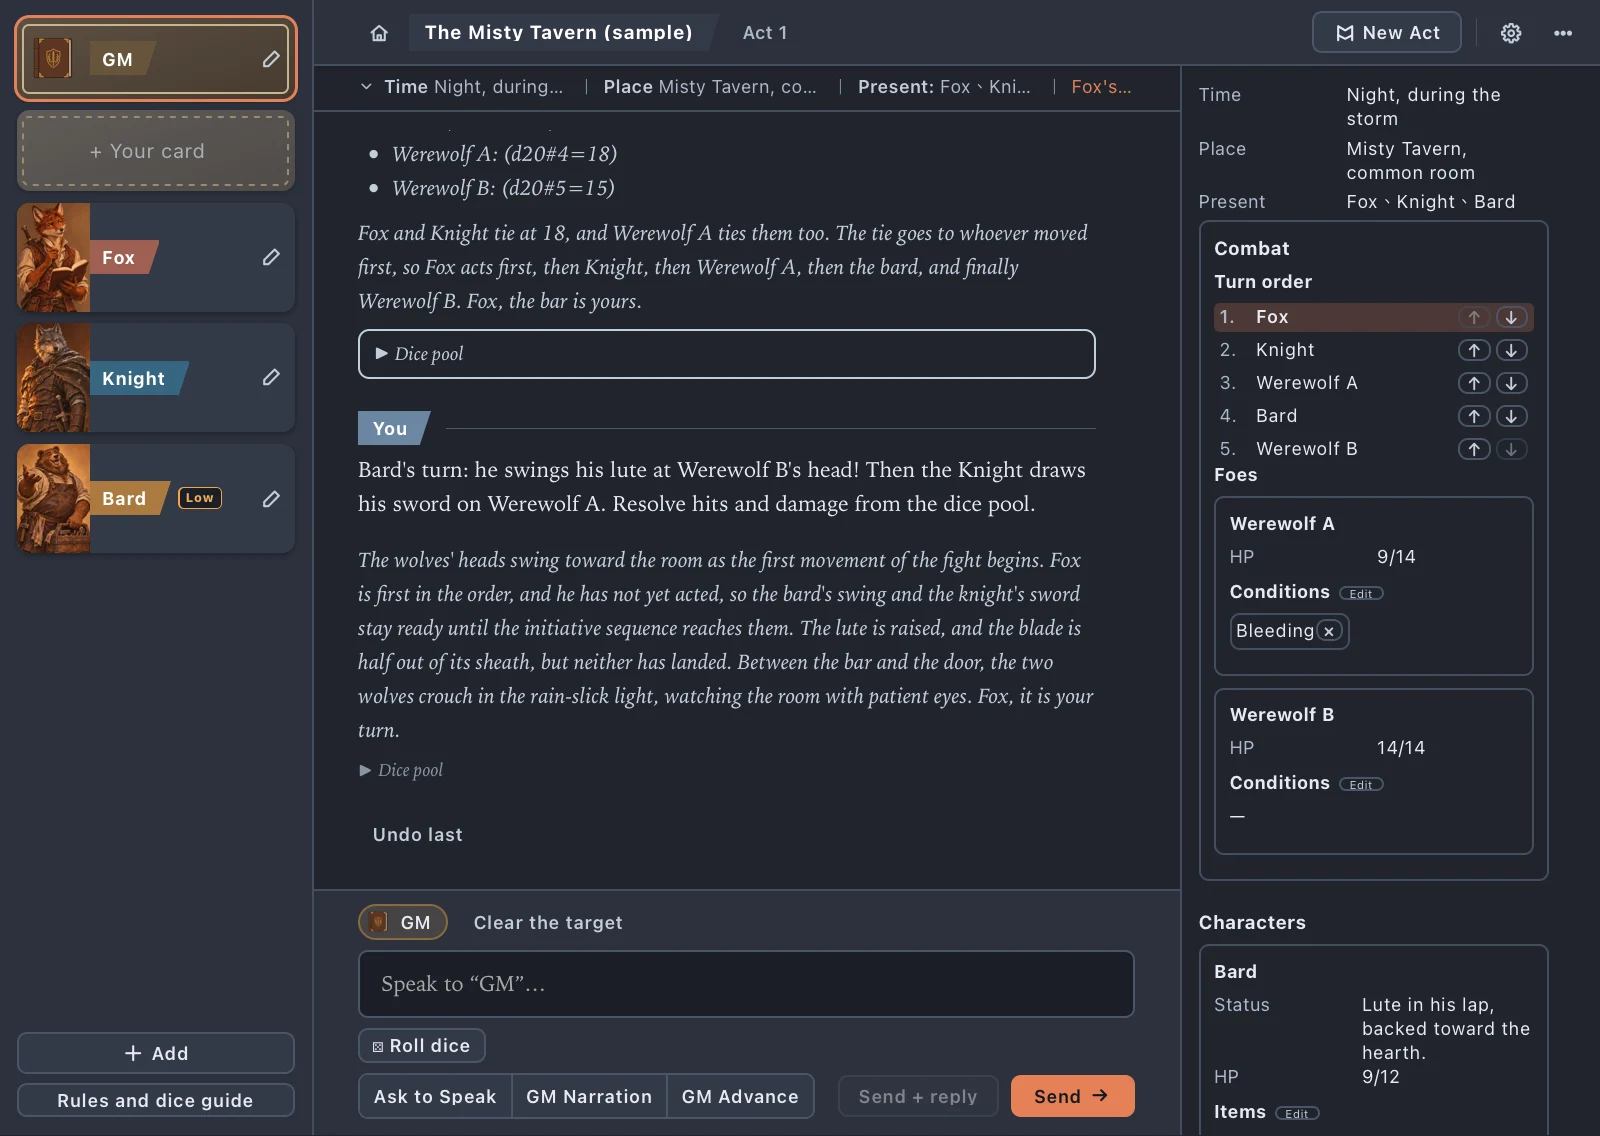 GM
+ Your card
Fox
Knight
Bard
Low
+ Add
Rules and dice guide
The Misty Tavern (sample)
Act 1
New Act
Time Night, during...
Place Misty Tavern, co...
Present: Fox、Kni...
Fox's...
• Werewolf A: (d20#4=18)
• Werewolf B: (d20#5=15)
Fox and Knight tie at 18, and Werewolf A ties them too. The tie goes to whoever moved
first, so Fox acts first, then Knight, then Werewolf A, then the bard, and finally
Werewolf B. Fox, the bar is yours.
▶ Dice pool
You
Bard's turn: he swings his lute at Werewolf B's head! Then the Knight draws
his sword on Werewolf A. Resolve hits and damage from the dice pool.
The wolves' heads swing toward the room as the first movement of the fight begins. Fox
is first in the order, and he has not yet acted, so the bard's swing and the knight's sword
stay ready until the initiative sequence reaches them. The lute is raised, and the blade is
half out of its sheath, but neither has landed. Between the bar and the door, the two
wolves crouch in the rain-slick light, watching the room with patient eyes. Fox, it is your
turn.
▶ Dice pool
Undo last
GM
Clear the target
Speak to “GM”…
Roll dice
Ask to Speak
GM Narration
GM Advance
Send + reply
Send →
Time Night, during the
storm
Place Misty Tavern,
common room
Present Fox、Knight、Bard
Combat
Turn order
1. Fox ↑ ↓
2. Knight ↑ ↓
3. Werewolf A ↑ ↓
4. Bard ↑ ↓
5. Werewolf B ↑ ↓
Foes
Werewolf A
HP 9/14
Conditions Edit
Bleeding ×
Werewolf B
HP 14/14
Conditions Edit
—
Characters
Bard
Status Lute in his lap,
backed toward the
hearth.
HP 9/12
Items Edit